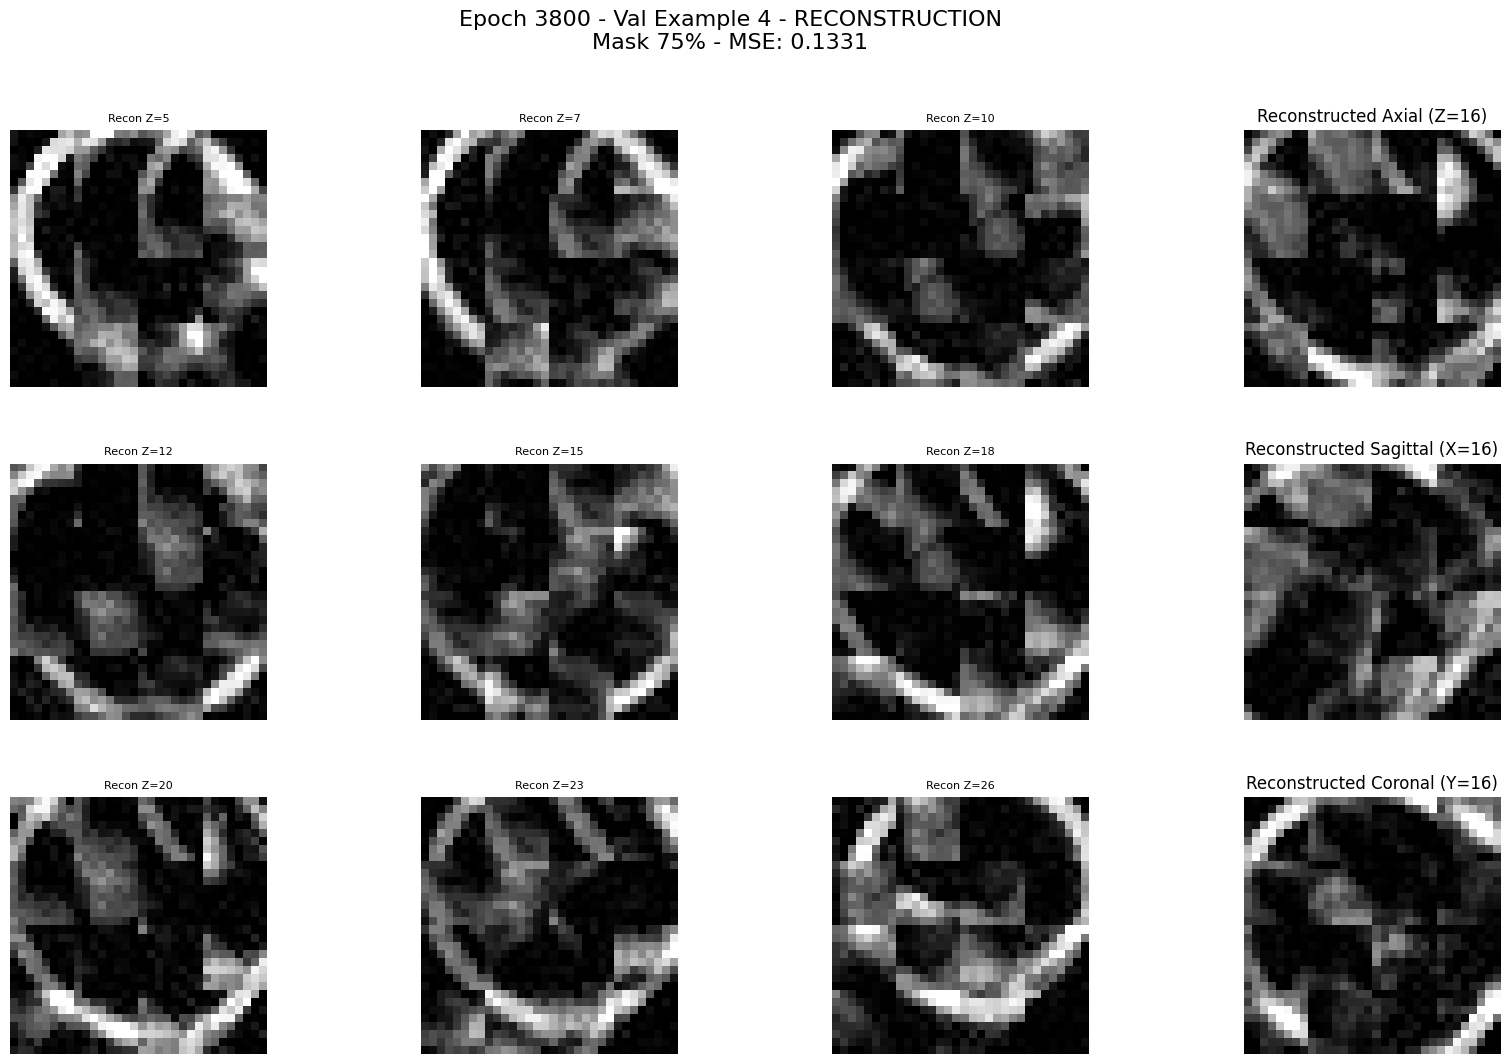 Epoch 3800 - Val Example 4 - RECONSTRUCTION
Mask 75% - MSE: 0.1331
Recon Z=5
Recon Z=7
Recon Z=10
Reconstructed Axial (Z=16)
Recon Z=12
Recon Z=15
Recon Z=18
Reconstructed Sagittal (X=16)
Recon Z=20
Recon Z=23
Recon Z=26
Reconstructed Coronal (Y=16)